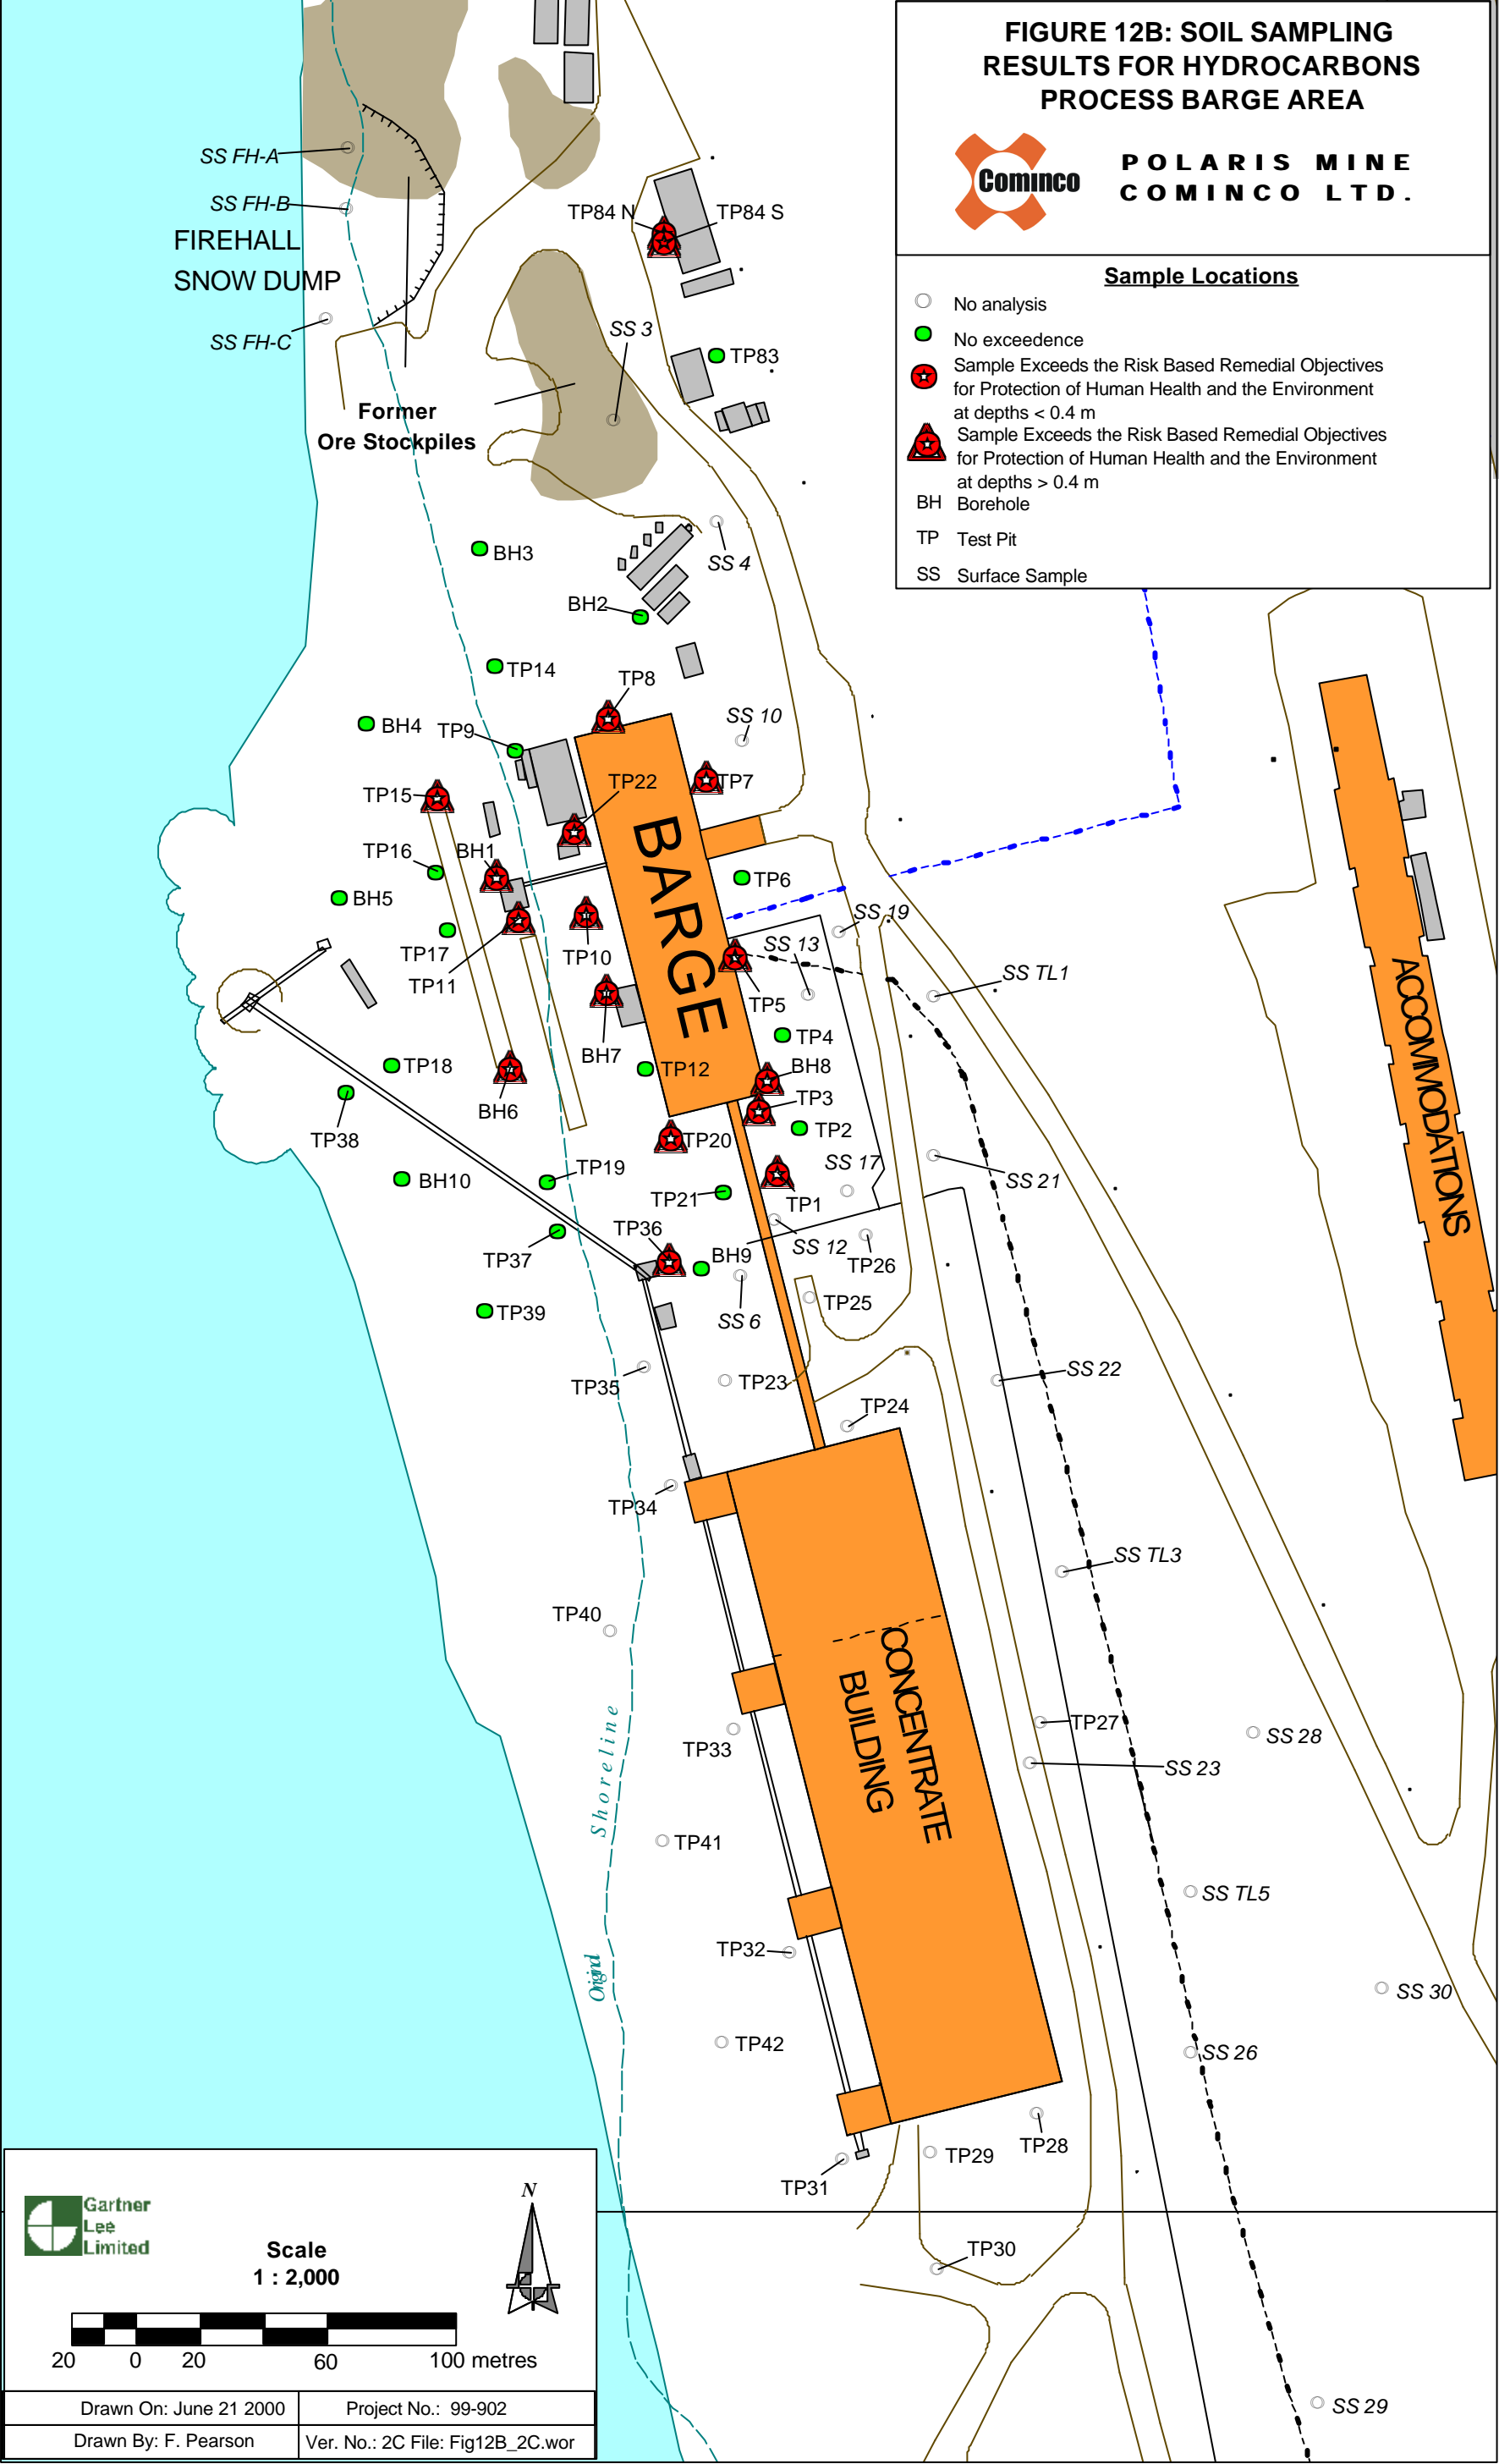 FIGURE 12B: SOIL SAMPLING
RESULTS FOR HYDROCARBONS
PROCESS BARGE AREA
Cominco
POLARIS MINE
COMINCO LTD.
Sample Locations
No analysis
No exceedence
Sample Exceeds the Risk Based Remedial Objectives
for Protection of Human Health and the Environment
at depths < 0.4 m
Sample Exceeds the Risk Based Remedial Objectives
for Protection of Human Health and the Environment
at depths > 0.4 m
BH Borehole
TP Test Pit
SS Surface Sample
SS FH-A
SS FH-B
FIREHALL
SNOW DUMP
SS FH-C
TP84 N
TP84 S
SS 3
TP83
Former
Ore Stockpiles
BH3
SS 4
BH2
TP14
TP8
SS 10
BH4
TP9
TP22
TP7
TP15
BARGE
TP16
BH1
TP6
BH5
SS 19
TP17
TP10
SS 13
TP11
SS TL1
TP5
TP4
BH7
TP18
TP12
BH8
BH6
TP3
TP38
TP20
TP2
ACCOMMODATIONS
BH10
TP19
SS 17
SS 21
TP21
TP1
TP36
TP37
BH9
SS 12
TP26
TP39
SS 6
TP25
TP35
TP23
SS 22
TP24
TP34
SS TL3
TP40
CONCENTRATE
BUILDING
TP33
TP27
SS 28
SS 23
Shoreline
TP41
SS TL5
TP32
Original
SS 30
TP42
SS 26
TP28
TP29
TP31
TP30
SS 29
Gartner
Lee
Limited
Scale
1 : 2,000
N
20 0 20 60 100 metres
Drawn On: June 21 2000 Project No.: 99-902
Drawn By: F. Pearson Ver. No.: 2C File: Fig12B_2C.wor